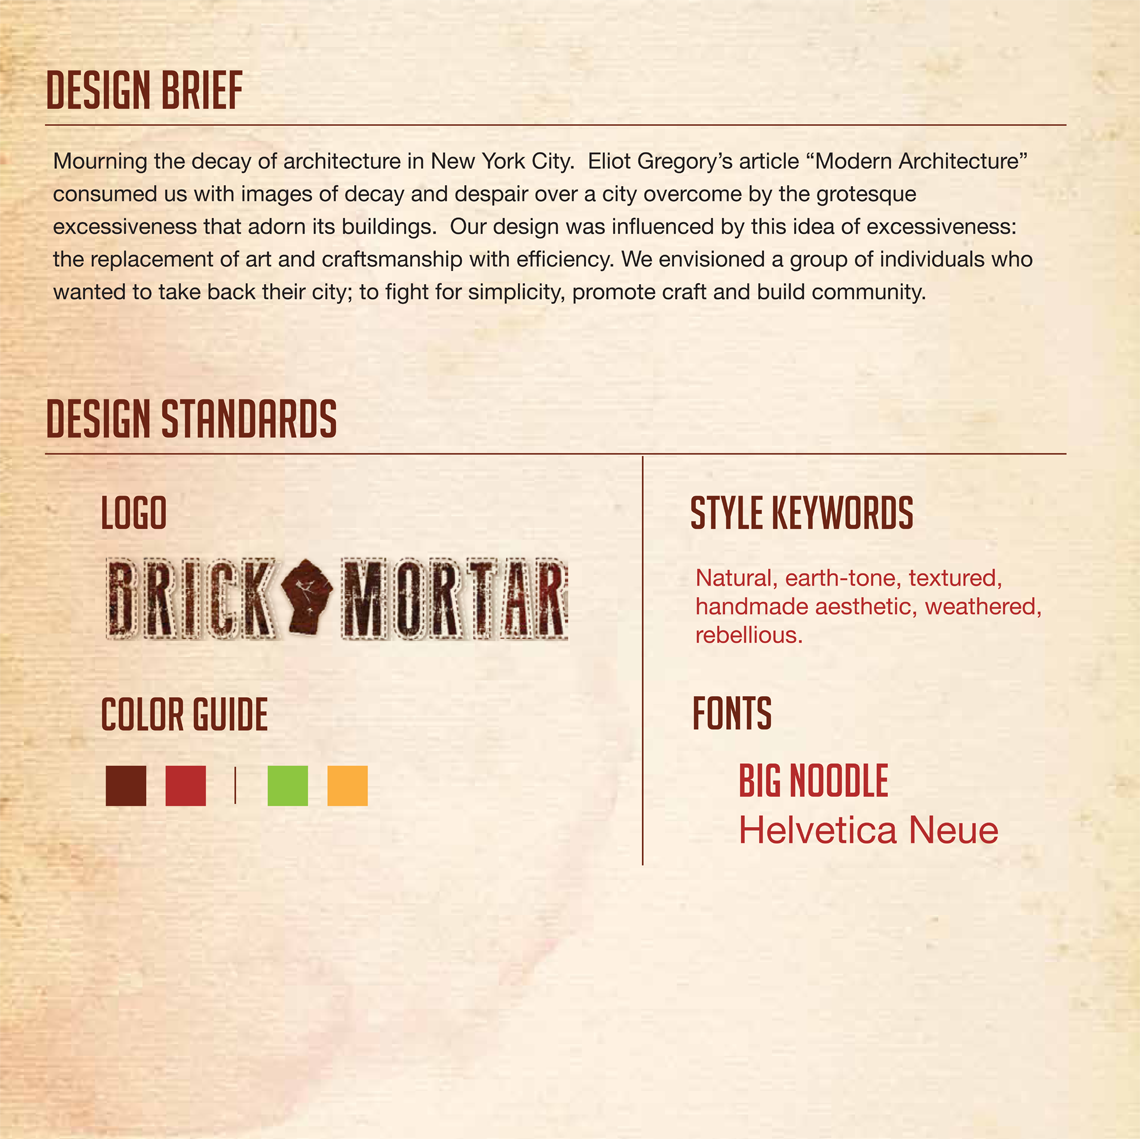 DESIGN BRIEF
Mourning the decay of architecture in New York City.  Eliot Gregory’s article “Modern Architecture”
consumed us with images of decay and despair over a city overcome by the grotesque
excessiveness that adorn its buildings.  Our design was influenced by this idea of excessiveness:
the replacement of art and craftsmanship with efficiency. We envisioned a group of individuals who
wanted to take back their city; to fight for simplicity, promote craft and build community.
DESIGN STANDARDS
LOGO
BRICK MORTAR
COLOR GUIDE
STYLE KEYWORDS
Natural, earth-tone, textured,
handmade aesthetic, weathered,
rebellious.
FONTS
BIG NOODLE
Helvetica Neue